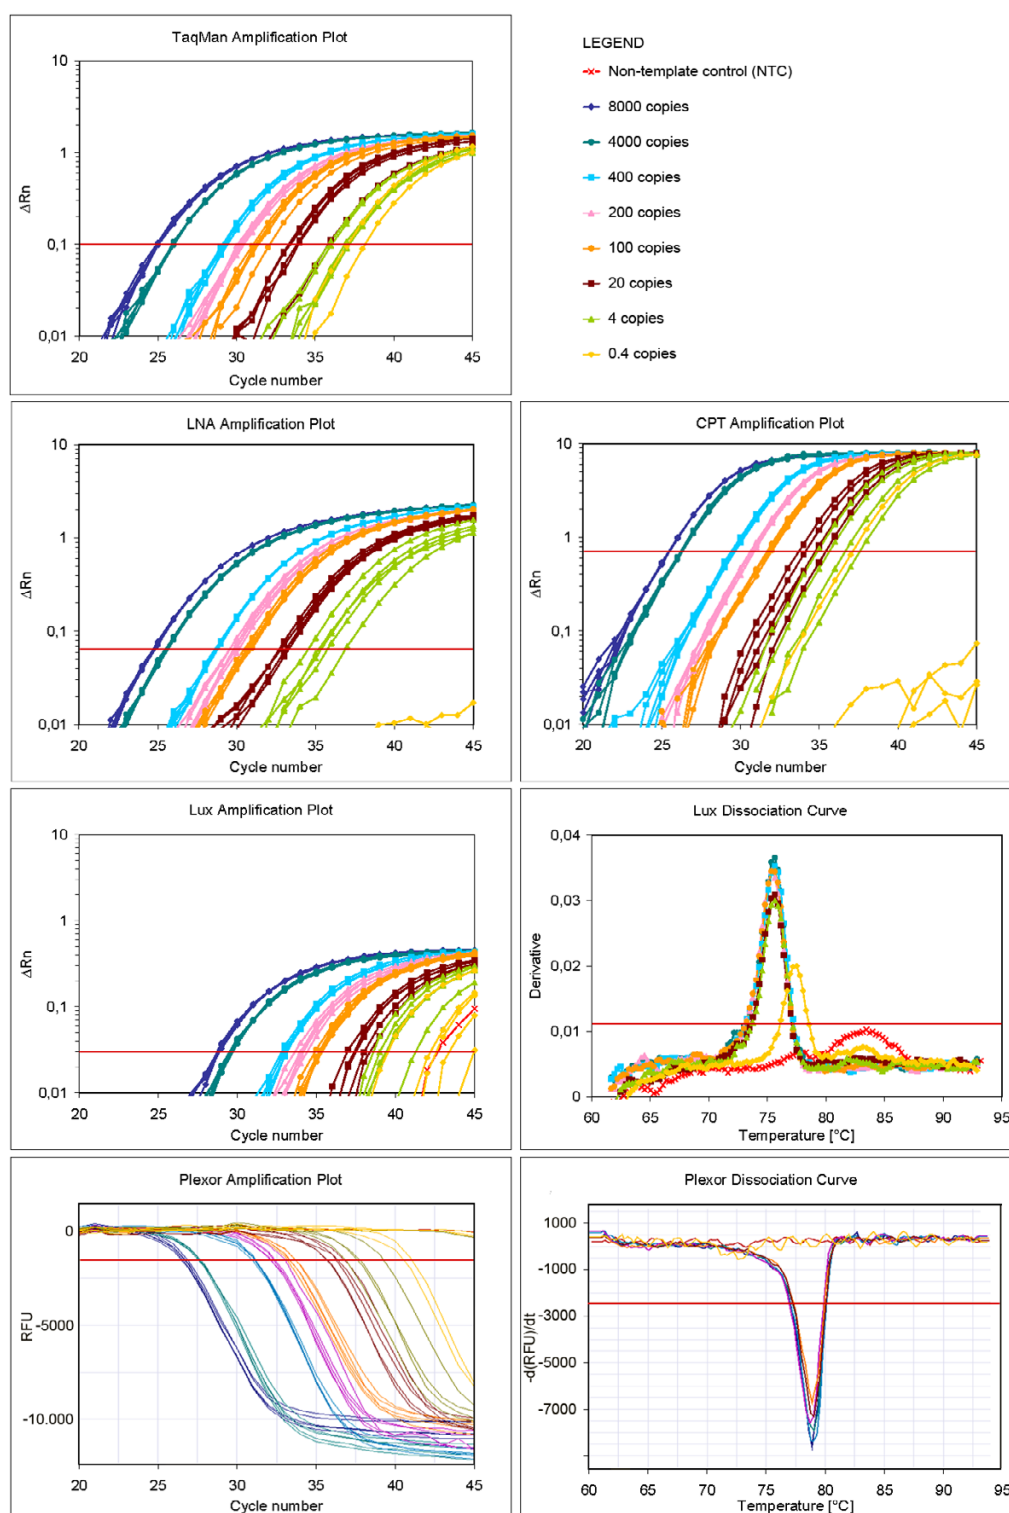 TaqMan Amplification Plot
10
1
0,1
0,01
ΔRn
20 25 30 35 40 45
Cycle number
LEGEND
Non-template control (NTC)
8000 copies
4000 copies
400 copies
200 copies
100 copies
20 copies
4 copies
0.4 copies
LNA Amplification Plot
10
1
0,1
0,01
ΔRn
20 25 30 35 40 45
Cycle number
CPT Amplification Plot
10
1
0,1
0,01
ΔRn
20 25 30 35 40 45
Cycle number
Lux Amplification Plot
10
1
0,1
0,01
ΔRn
20 25 30 35 40 45
Cycle number
Lux Dissociation Curve
0,04
0,03
0,02
0,01
0
Derivative
60 65 70 75 80 85 90 95
Temperature [°C]
Plexor Amplification Plot
0
-5000
-10.000
RFU
20 25 30 35 40 45
Cycle number
Plexor Dissociation Curve
1000
-1000
-3000
-5000
-7000
-d(RFU)/dt
60 65 70 75 80 85 90 95
Temperature [°C]